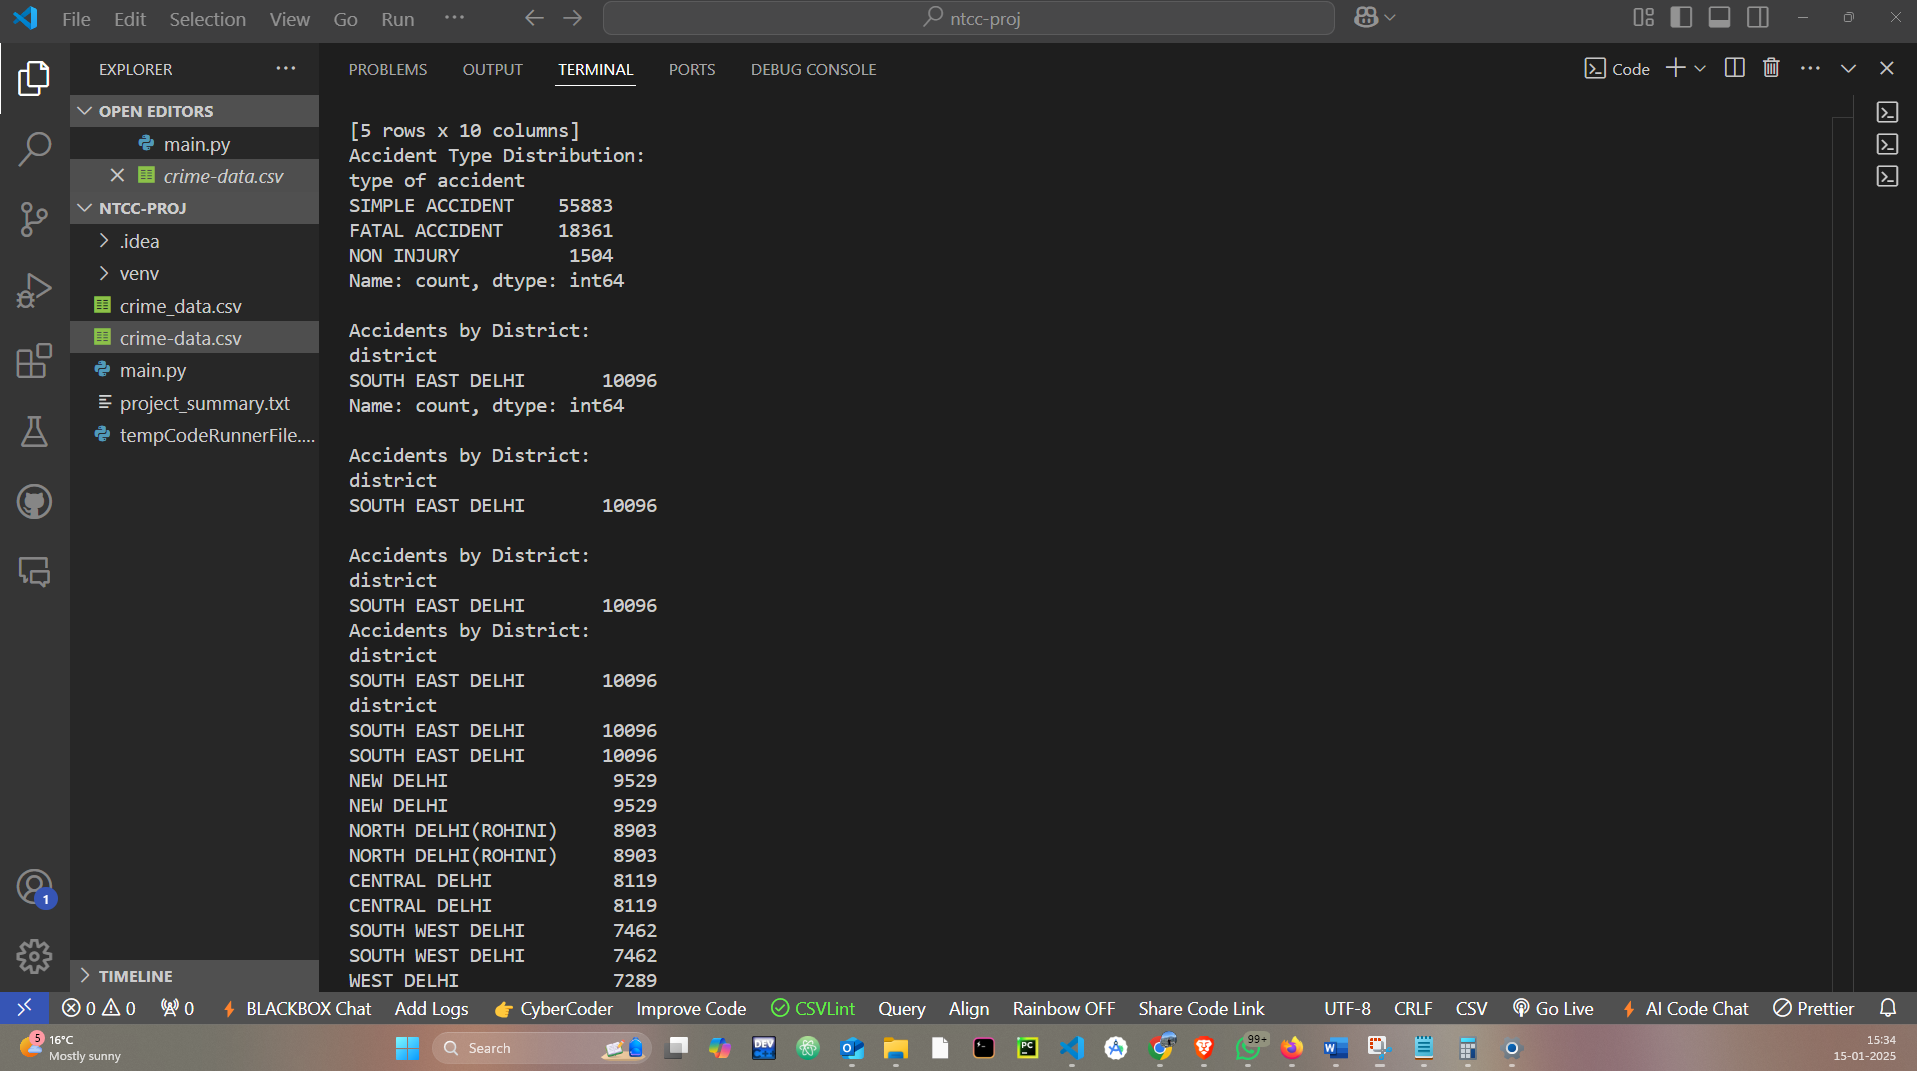 File Edit Selection View Go Run ···
ntcc-proj
EXPLORER ···
OPEN EDITORS
main.py
crime-data.csv
NTCC-PROJ
.idea
venv
crime_data.csv
crime-data.csv
main.py
project_summary.txt
tempCodeRunnerFile....
TIMELINE
PROBLEMS OUTPUT TERMINAL PORTS DEBUG CONSOLE
Code
[5 rows x 10 columns]
Accident Type Distribution:
type of accident
SIMPLE ACCIDENT 55883
FATAL ACCIDENT 18361
NON INJURY 1504
Name: count, dtype: int64
Accidents by District:
district
SOUTH EAST DELHI 10096
Name: count, dtype: int64
Accidents by District:
district
SOUTH EAST DELHI 10096
Accidents by District:
district
SOUTH EAST DELHI 10096
Accidents by District:
district
SOUTH EAST DELHI 10096
district
SOUTH EAST DELHI 10096
SOUTH EAST DELHI 10096
NEW DELHI 9529
NEW DELHI 9529
NORTH DELHI(ROHINI) 8903
NORTH DELHI(ROHINI) 8903
CENTRAL DELHI 8119
CENTRAL DELHI 8119
SOUTH WEST DELHI 7462
SOUTH WEST DELHI 7462
WEST DELHI 7289
1
0 0 0 BLACKBOX Chat Add Logs CyberCoder Improve Code CSVLint Query Align Rainbow OFF Share Code Link UTF-8 CRLF CSV Go Live AI Code Chat Prettier
5
16°C
Mostly sunny
Search
DEV
PC
99+
15:34
15-01-2025